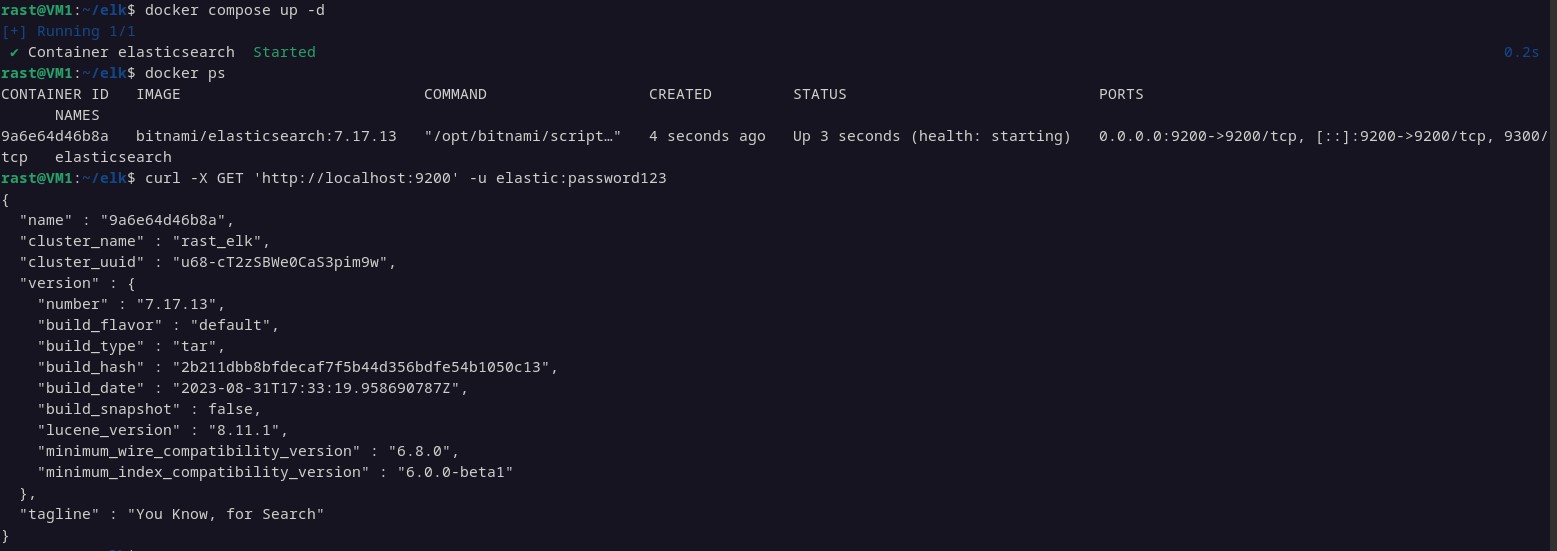 rast@VM1:~/elk$ docker compose up -d
[+] Running 1/1
 ✔ Container elasticsearch  Started                                                                                                                                    0.2s
rast@VM1:~/elk$ docker ps
CONTAINER ID   IMAGE                           COMMAND                  CREATED         STATUS                            PORTS
      NAMES
9a6e64d46b8a   bitnami/elasticsearch:7.17.13   "/opt/bitnami/script…"   4 seconds ago   Up 3 seconds (health: starting)   0.0.0.0:9200->9200/tcp, [::]:9200->9200/tcp, 9300/
tcp   elasticsearch
rast@VM1:~/elk$ curl -X GET 'http://localhost:9200' -u elastic:password123
{
  "name" : "9a6e64d46b8a",
  "cluster_name" : "rast_elk",
  "cluster_uuid" : "u68-cT2zSBWe0CaS3pim9w",
  "version" : {
    "number" : "7.17.13",
    "build_flavor" : "default",
    "build_type" : "tar",
    "build_hash" : "2b211dbb8bfdecaf7f5b44d356bdfe54b1050c13",
    "build_date" : "2023-08-31T17:33:19.958690787Z",
    "build_snapshot" : false,
    "lucene_version" : "8.11.1",
    "minimum_wire_compatibility_version" : "6.8.0",
    "minimum_index_compatibility_version" : "6.0.0-beta1"
  },
  "tagline" : "You Know, for Search"
}